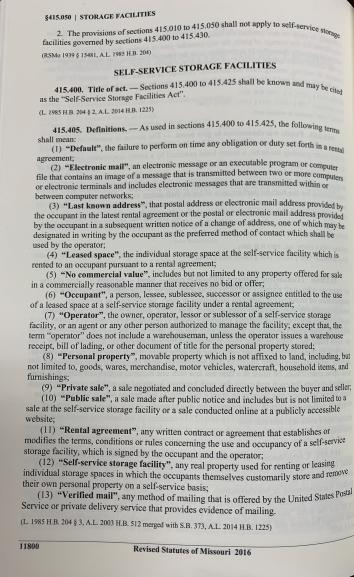 §415.050 | STORAGE FACILITIES
2. The provisions of sections 415.010 to 415.050 shall not apply to self-service storage
facilities governed by sections 415.400 to 415.430.
(RSMo 1939 § 15481, A.L. 1985 H.B. 204)
SELF-SERVICE STORAGE FACILITIES
415.400. Title of act. — Sections 415.400 to 415.425 shall be known and may be cited
as the "Self-Service Storage Facilities Act".
(L. 1985 H.B. 204 § 2, A.L. 2014 H.B. 1225)
415.405. Definitions. — As used in sections 415.400 to 415.425, the following terms
shall mean:
(1) "Default", the failure to perform on time any obligation or duty set forth in a rental
agreement;
(2) "Electronic mail", an electronic message or an executable program or computer
file that contains an image of a message that is transmitted between two or more computers
or electronic terminals and includes electronic messages that are transmitted within or
between computer networks;
(3) "Last known address", that postal address or electronic mail address provided by
the occupant in the latest rental agreement or the postal or electronic mail address provided
by the occupant in a subsequent written notice of a change of address, one of which may be
designated in writing by the occupant as the preferred method of contact which shall be
used by the operator;
(4) "Leased space", the individual storage space at the self-service facility which is
rented to an occupant pursuant to a rental agreement;
(5) "No commercial value", includes but not limited to any property offered for sale
in a commercially reasonable manner that receives no bid or offer;
(6) "Occupant", a person, lessee, sublessee, successor or assignee entitled to the use
of a leased space at a self-service storage facility under a rental agreement;
(7) "Operator", the owner, operator, lessor or sublessor of a self-service storage
facility, or an agent or any other person authorized to manage the facility; except that, the
term "operator" does not include a warehouseman, unless the operator issues a warehouse
receipt, bill of lading, or other document of title for the personal property stored;
(8) "Personal property", movable property which is not affixed to land, including, but
not limited to, goods, wares, merchandise, motor vehicles, watercraft, household items, and
furnishings;
(9) "Private sale", a sale negotiated and concluded directly between the buyer and seller;
(10) "Public sale", a sale made after public notice and includes but is not limited to a
sale at the self-service storage facility or a sale conducted online at a publicly accessible
website;
(11) "Rental agreement", any written contract or agreement that establishes or
modifies the terms, conditions or rules concerning the use and occupancy of a self-service
storage facility, which is signed by the occupant and the operator;
(12) "Self-service storage facility", any real property used for renting or leasing
individual storage spaces in which the occupants themselves customarily store and remove
their own personal property on a self-service basis;
(13) "Verified mail", any method of mailing that is offered by the United States Postal
Service or private delivery service that provides evidence of mailing.
(L. 1985 H.B. 204 § 3, A.L. 2003 H.B. 512 merged with S.B. 373, A.L. 2014 H.B. 1225)
11800
Revised Statutes of Missouri 2016